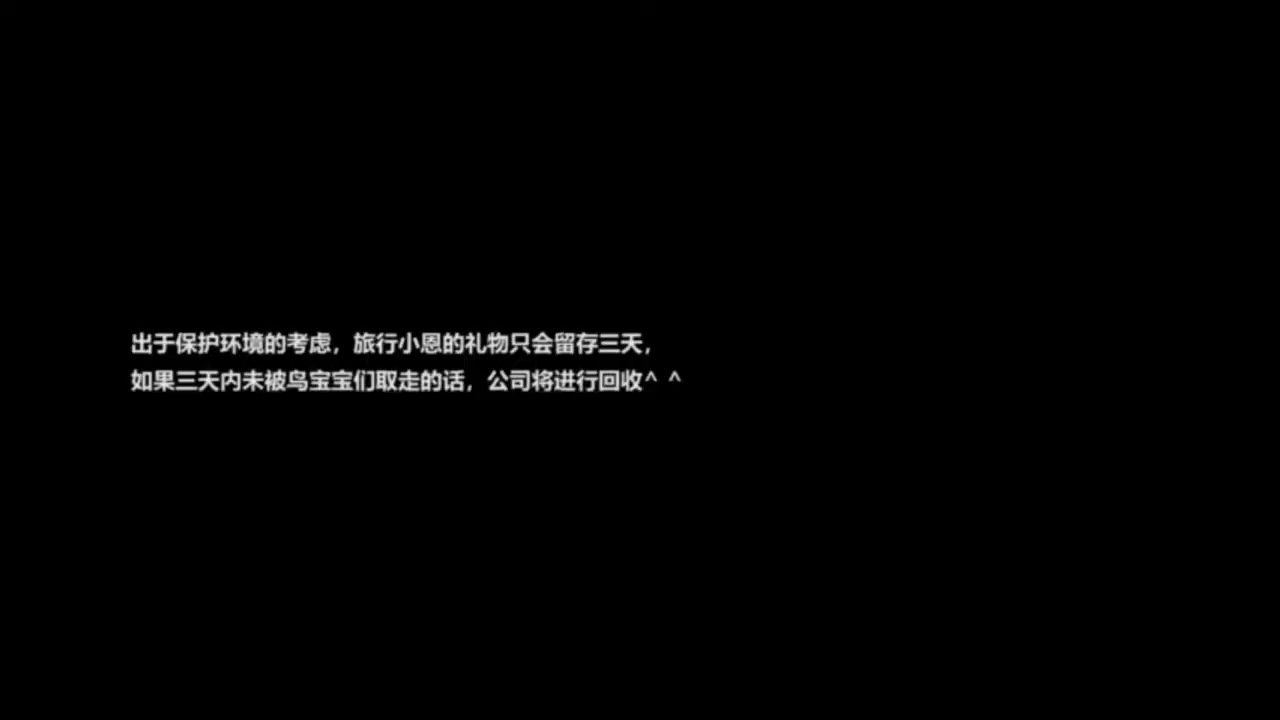 出于保护环境的考虑，旅行小恩的礼物只会留存三天，
如果三天内未被鸟宝宝们取走的话，公司将进行回收^ ^